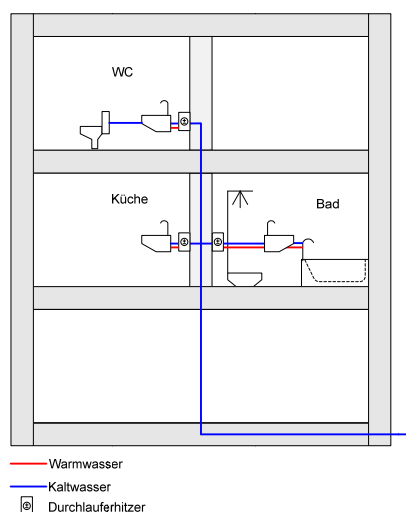 WC
Küche
Bad
Warmwasser
Kaltwasser
Durchlauferhitzer